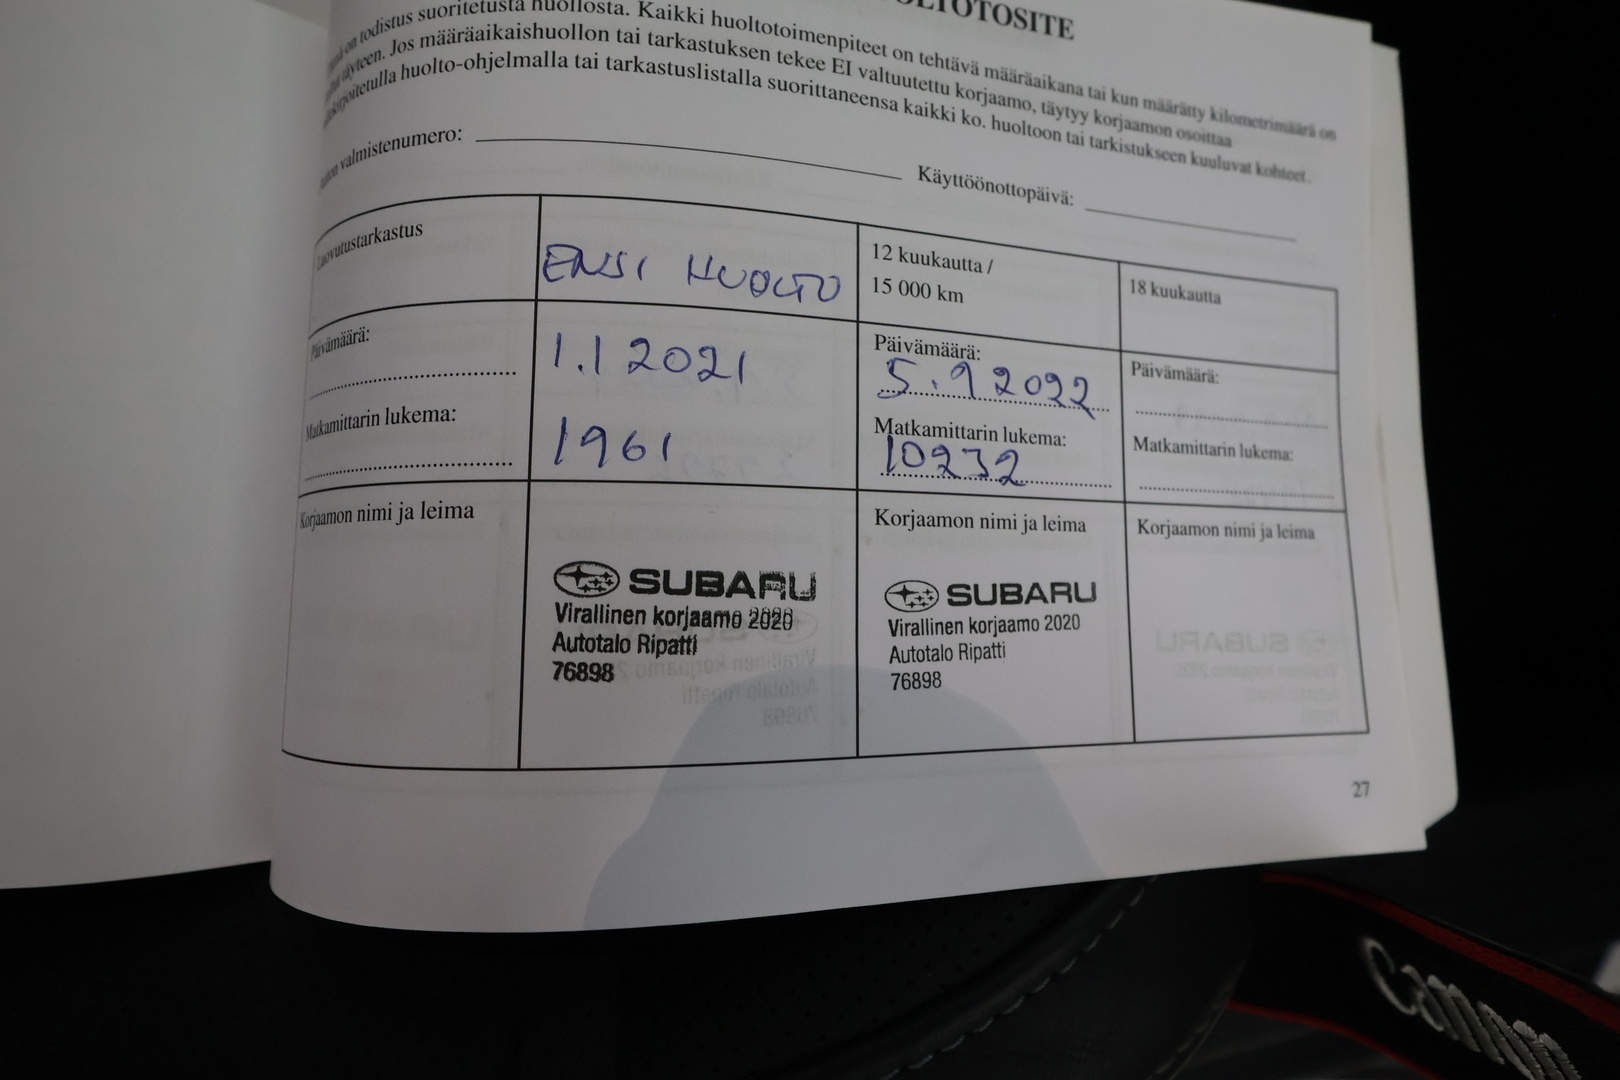 OLTOTOSITE
on todistus suoritetusta huollosta. Kaikki huoltotoimenpiteet on tehtävä määräaikana tai kun määrätty kilometrimäärä on
täyteen. Jos määräaikaishuollon tai tarkastuksen tekee EI valtuutettu korjaamo, täytyy korjaamon osoittaa
huolto-ohjelmalla tai tarkastuslistalla suorittaneensa kaikki ko. huoltoon tai tarkistukseen kuuluvat kohteet.
valmistenumero:
Käyttöönottopäivä:
Luovutustarkastus
ENSI HUOLTO
12 kuukautta /
15 000 km
18 kuukautta
Päivämäärä:
1.1 2021
Päivämäärä:
5.9 2022
Päivämäärä:
Matkamittarin lukema:
1961
Matkamittarin lukema:
10232
Matkamittarin lukema:
Korjaamon nimi ja leima
SUBARU
Virallinen korjaamo 2020
Autotalo Ripatti
76898
Korjaamon nimi ja leima
SUBARU
Virallinen korjaamo 2020
Autotalo Ripatti
76898
Korjaamon nimi ja leima
27